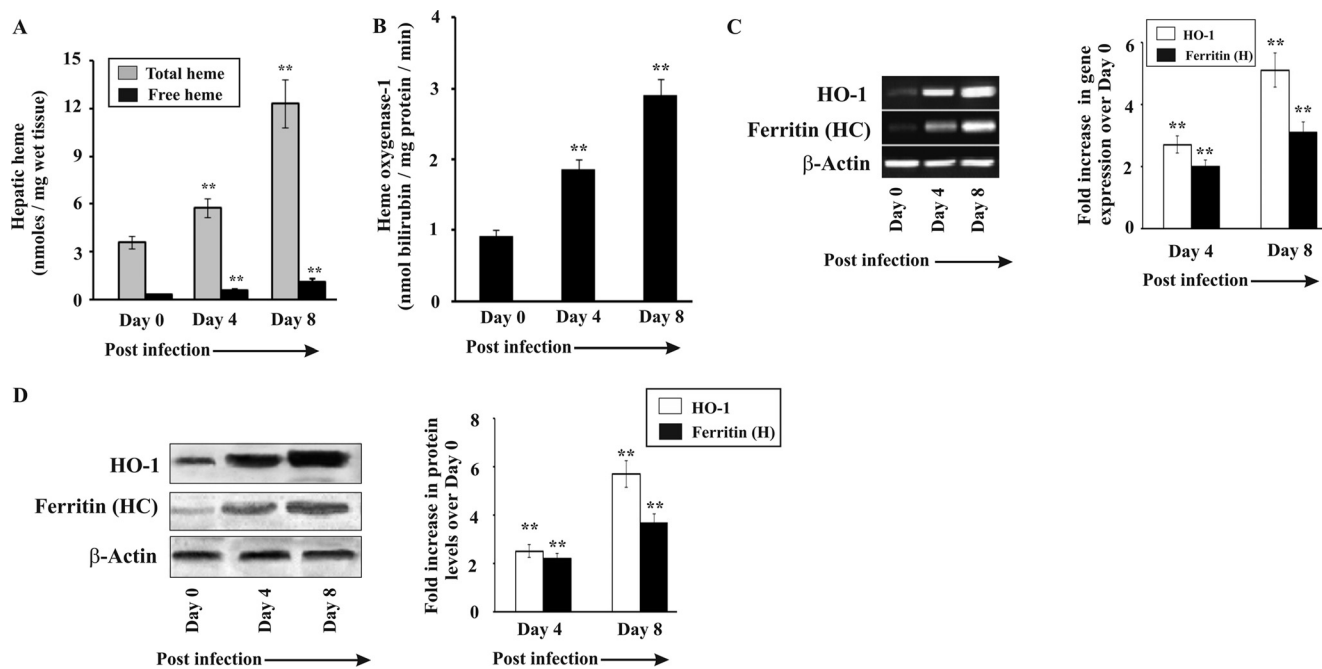 A
Hepatic heme
(nmoles / mg wet tissue)
15
12
9
6
3
0
Total heme
Free heme
**
**
**
**
Day 0
Day 4
Day 8
Post infection
B
Heme oxygenase-1
(nmol bilirubin / mg protein / min)
4
3
2
1
0
**
**
Day 0
Day 4
Day 8
Post infection
C
HO-1
Ferritin (HC)
β-Actin
Day 0
Day 4
Day 8
Post infection
Fold increase in gene
expression over Day 0
6
4
2
0
HO-1
Ferritin (H)
**
**
**
**
Day 4
Day 8
Post infection
D
HO-1
Ferritin (HC)
β-Actin
Day 0
Day 4
Day 8
Post infection
Fold increase in protein
levels over Day 0
8
6
4
2
0
HO-1
Ferritin (H)
**
**
**
**
Day 4
Day 8
Post infection